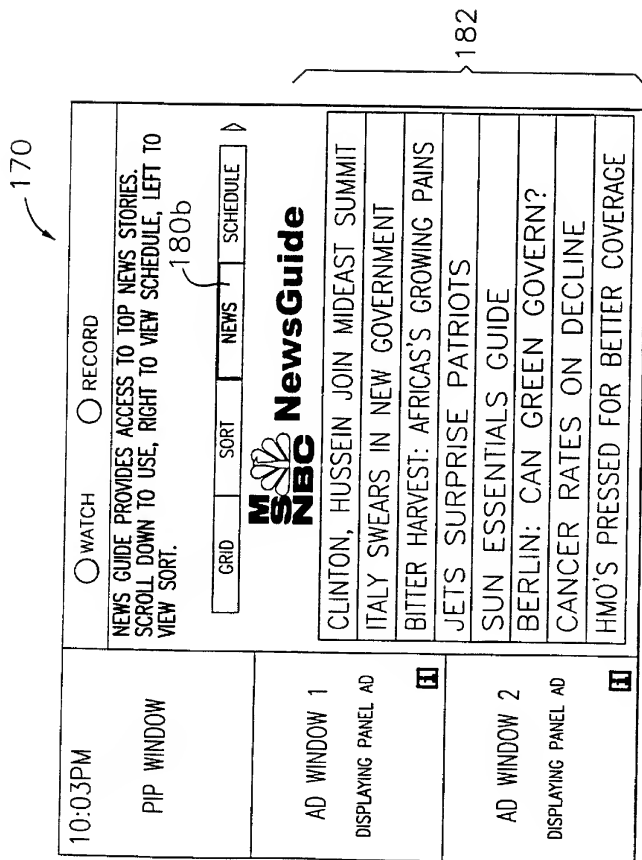 170
10:03PM
PIP WINDOW
AD WINDOW 1
DISPLAYING PANEL AD
i
AD WINDOW 2
DISPLAYING PANEL AD
i
WATCH RECORD
NEWS GUIDE PROVIDES ACCESS TO TOP NEWS STORIES.
SCROLL DOWN TO USE, RIGHT TO VIEW SCHEDULE, LEFT TO
VIEW SORT.
180b
GRID SORT NEWS SCHEDULE
MSNBC NewsGuide
CLINTON, HUSSEIN JOIN MIDEAST SUMMIT
ITALY SWEARS IN NEW GOVERNMENT
BITTER HARVEST: AFRICAS'S GROWING PAINS
JETS SURPRISE PATRIOTS
SUN ESSENTIALS GUIDE
BERLIN: CAN GREEN GOVERN?
CANCER RATES ON DECLINE
HMO'S PRESSED FOR BETTER COVERAGE
182